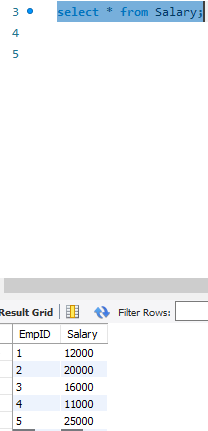 3 select * from Salary;
4
5
Result Grid Filter Rows:
EmpID Salary
1 12000
2 20000
3 16000
4 11000
5 25000